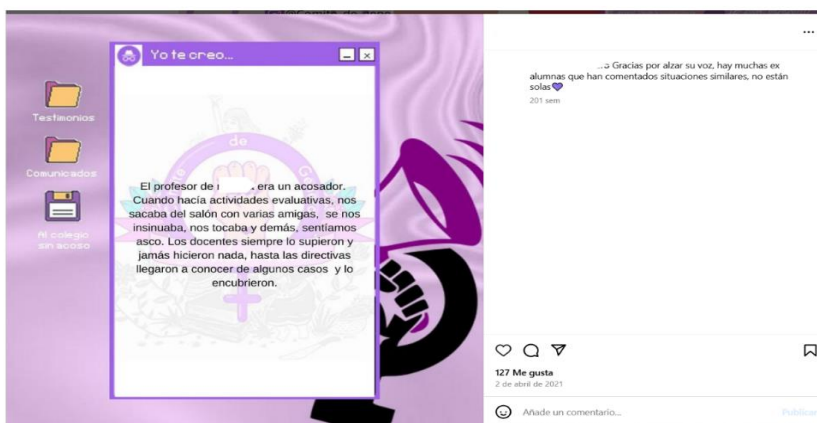 Yo te creo...
Testimonios
Comunicados
Al colegio
sin acoso
de
El profesor de era un acosador.
Cuando hacía actividades evaluativas, nos
sacaba del salón con varias amigas, se nos
insinuaba, nos tocaba y demás, sentíamos
asco. Los docentes siempre lo supieron y
jamás hicieron nada, hasta las directivas
llegaron a conocer de algunos casos y lo
encubrieron.
Gracias por alzar su voz, hay muchas ex
alumnas que han comentados situaciones similares, no están
solas💜
201 sem
127 Me gusta
2 de abril de 2021
Añade un comentario...
Publicar